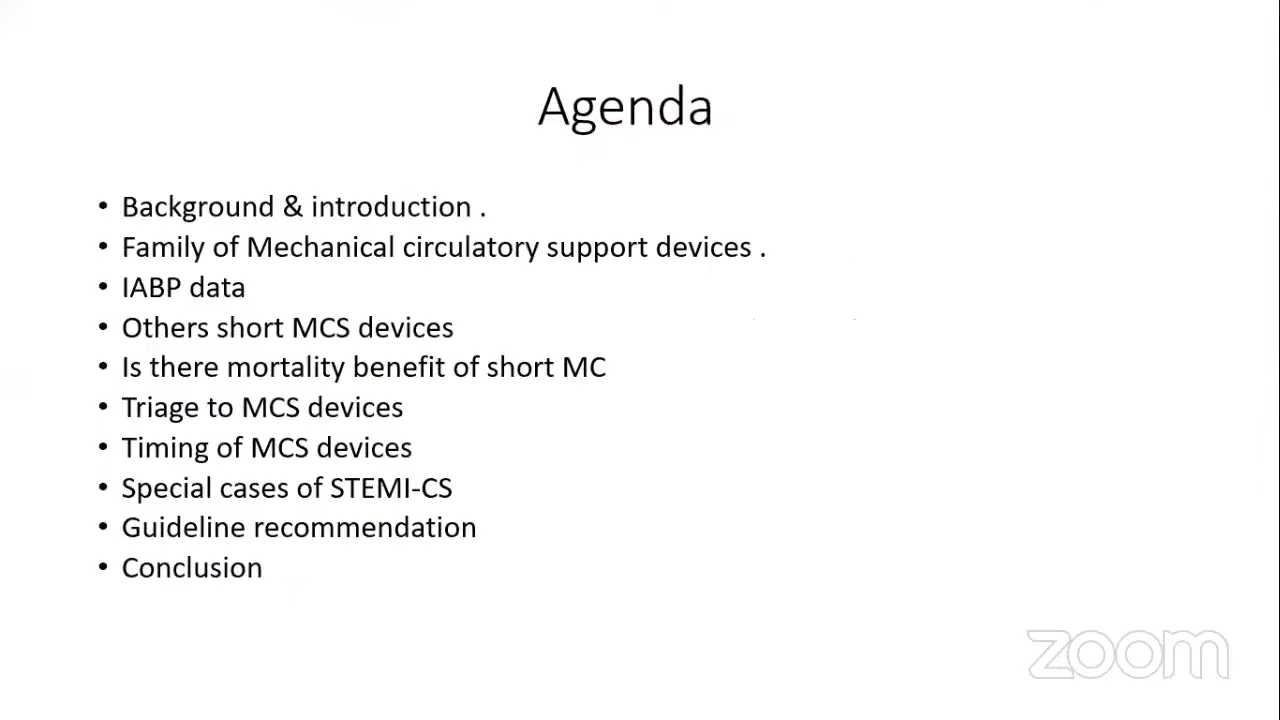 Agenda
• Background & introduction .
• Family of Mechanical circulatory support devices .
• IABP data
• Others short MCS devices
• Is there mortality benefit of short MC
• Triage to MCS devices
• Timing of MCS devices
• Special cases of STEMI-CS
• Guideline recommendation
• Conclusion
zoom